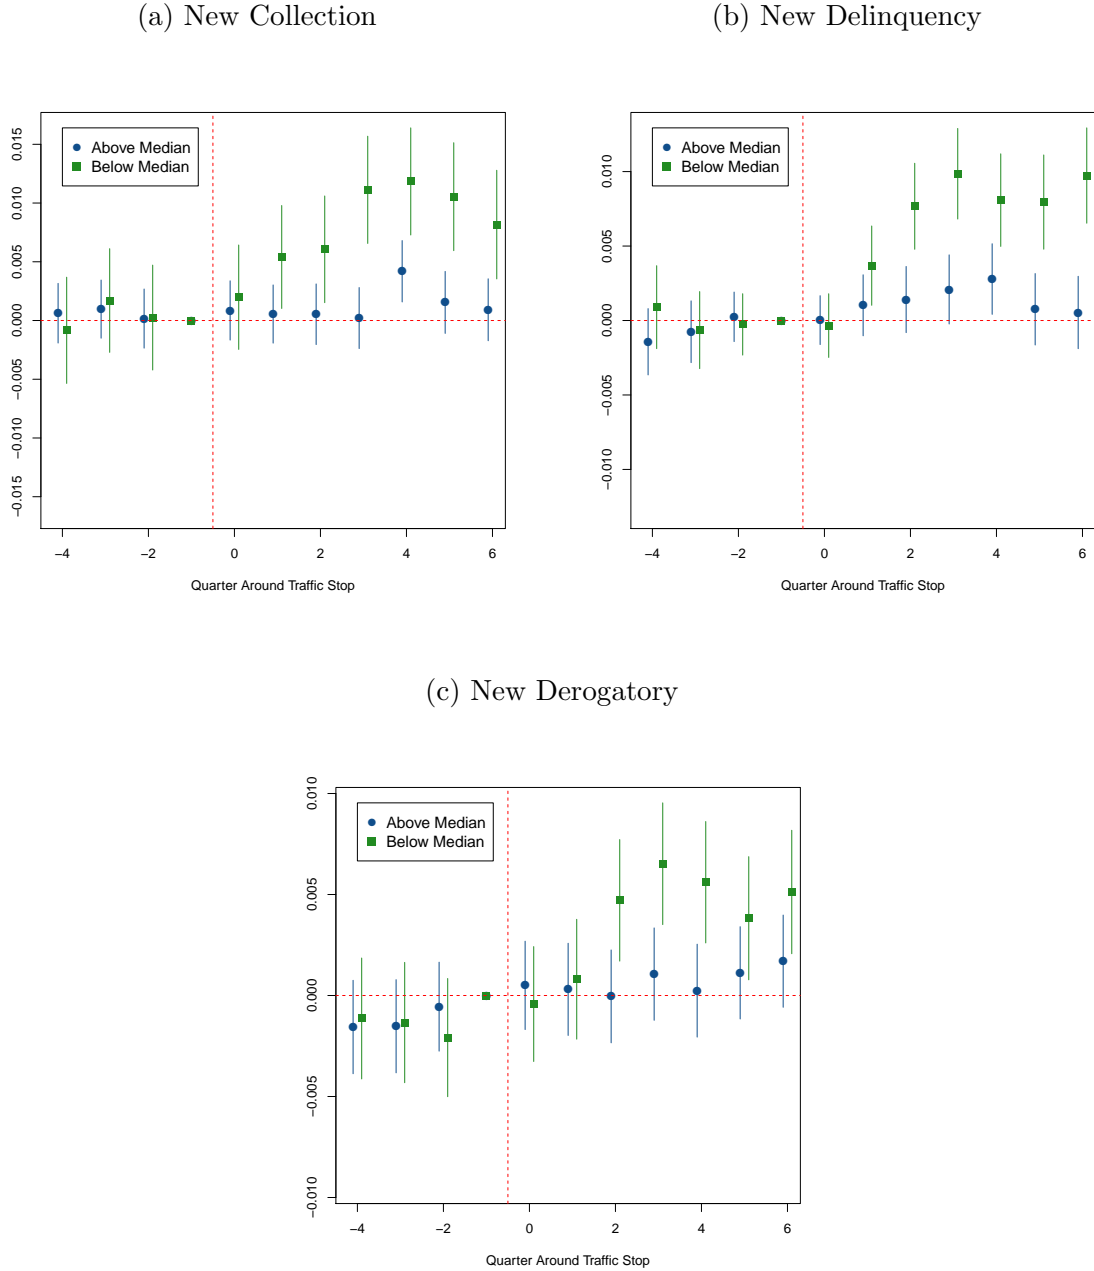 (a) New Collection
(b) New Delinquency
Above Median
Below Median
0.015
0.010
0.005
0.000
−0.005
−0.010
−0.015
−4
−2
0
2
4
6
Quarter Around Traffic Stop
Above Median
Below Median
0.010
0.005
0.000
−0.005
−0.010
−4
−2
0
2
4
6
Quarter Around Traffic Stop
(c) New Derogatory
Above Median
Below Median
0.010
0.005
0.000
−0.005
−0.010
−4
−2
0
2
4
6
Quarter Around Traffic Stop